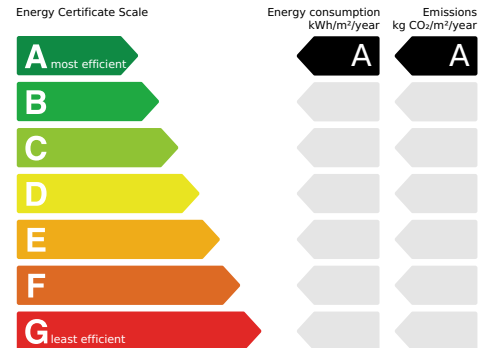 Energy Certificate Scale
Energy consumption
kWh/m²/year
Emissions
kg CO₂/m²/year
A most efficient
A
A
B
C
D
E
F
G least efficient